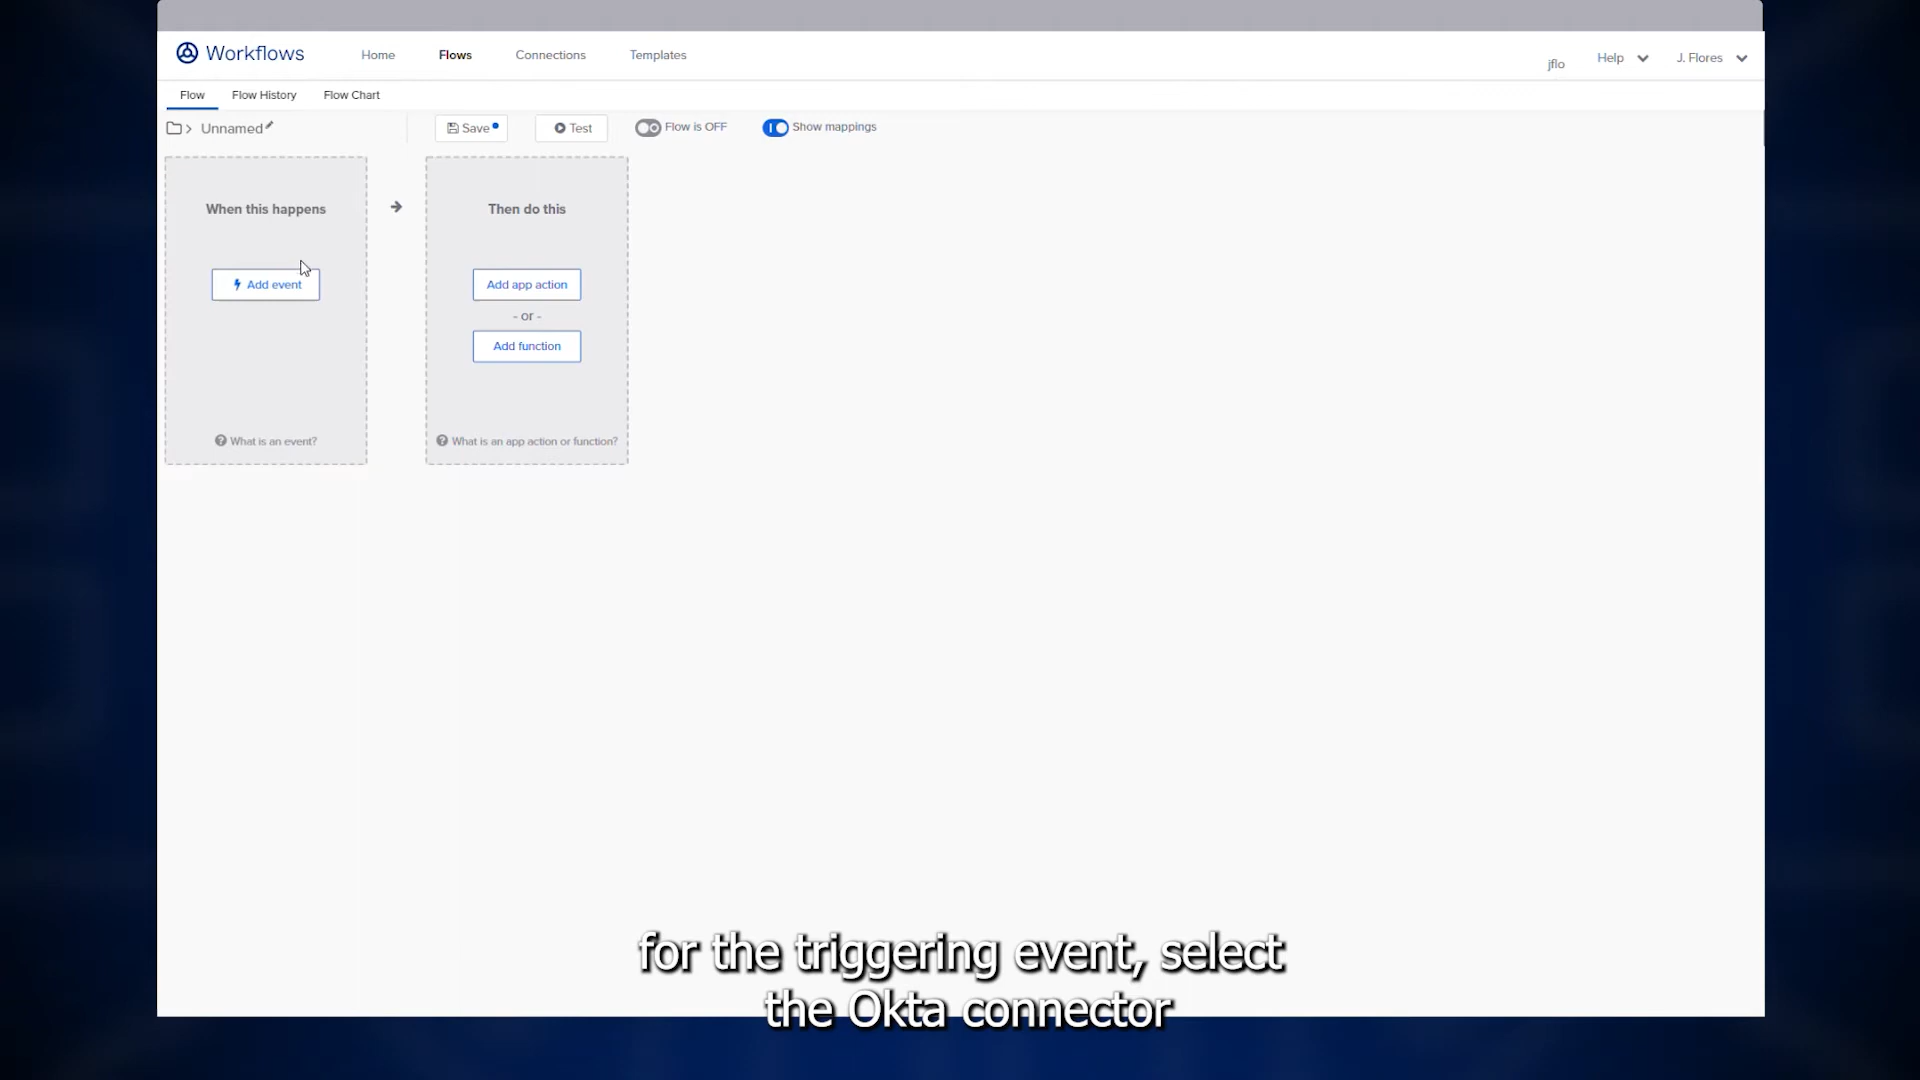 Workflows
Home
Flows
Connections
Templates
jflo
Help
J. Flores
Flow
Flow History
Flow Chart
Unnamed
Save
Test
Flow is OFF
Show mappings
When this happens
Add event
What is an event?
Then do this
Add app action
- or -
Add function
What is an app action or function?
for the triggering event, select
the Okta connector